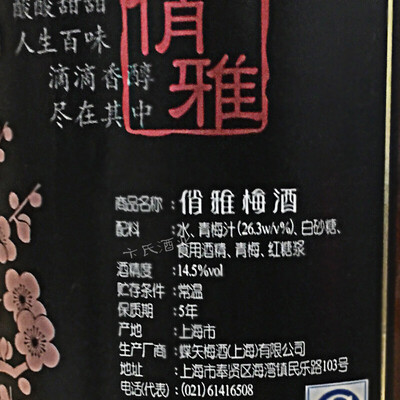 酸酸甜甜
人生百味
滴滴香醇
尽在其中
俏雅
商品名称：俏雅梅酒
配料：水、青梅汁(26.3w/v%)、白砂糖、
食用酒精、青梅、红糖浆
酒精度：14.5%vol
贮存条件：常温
保质期：5年
产地：上海市
生产厂商：蝶矢梅酒(上海)有限公司
地址：上海市奉贤区海湾镇民乐路103号
电话(代表)：(021)61416508